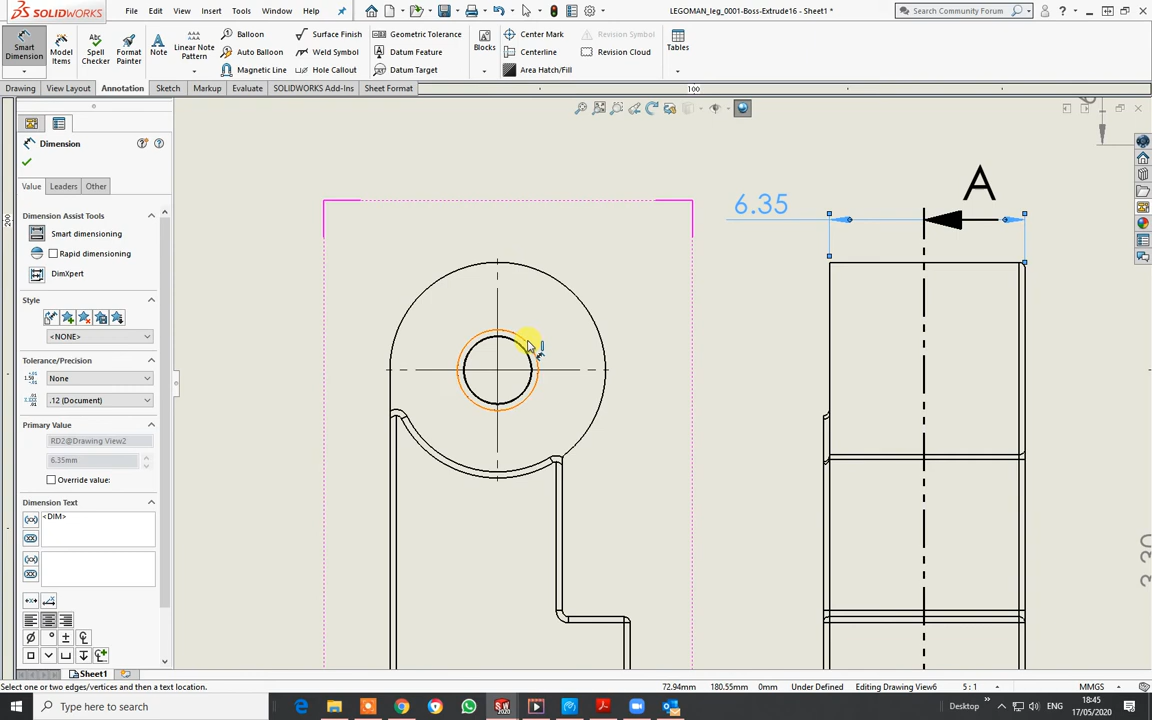 SOLIDWORKS
File
Edit
View
Insert
Tools
Window
Help
LEGOMAN_leg_0001-Boss-Extrude16 - Sheet1 *
Search Community Forum
Smart
Dimension
Model
Items
Spell
Checker
Format
Painter
Note
Linear Note
Pattern
Balloon
Auto Balloon
Magnetic Line
Surface Finish
Weld Symbol
Hole Callout
Geometric Tolerance
Datum Feature
Datum Target
Blocks
Center Mark
Centerline
Area Hatch/Fill
Revision Symbol
Revision Cloud
Tables
Drawing
View Layout
Annotation
Sketch
Markup
Evaluate
SOLIDWORKS Add-Ins
Sheet Format
100
200
Dimension
Value
Leaders
Other
Dimension Assist Tools
Smart dimensioning
Rapid dimensioning
DimXpert
Style
<NONE>
Tolerance/Precision
None
.12 (Document)
Primary Value
RD2@Drawing View2
6.35mm
Override value:
Dimension Text
<DIM>
6.35
A
3.30
Sheet1
Select one or two edges/vertices and then a text location.
72.94mm
180.55mm
0mm
Under Defined
Editing Drawing View6
5 : 1
MMGS
Type here to search
Desktop
ENG
18:45
17/05/2020